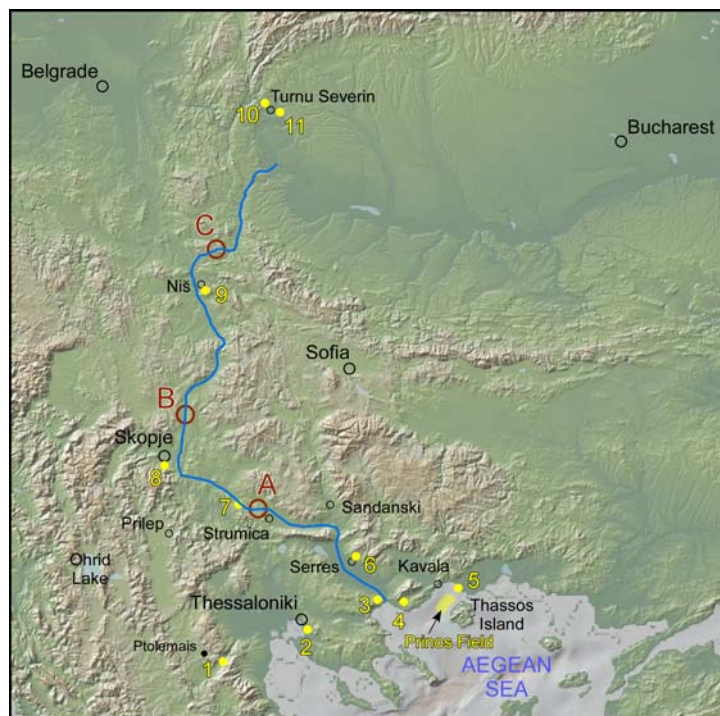 Belgrade
Turnu Severin
10
11
Bucharest
C
Niš
9
Sofia
B
Skopje
8
A
7
Sandanski
Strumica
Prilep
Ohrid
Lake
Serres
6
Kavala
5
3
4
Thessaloniki
Thassos
Island
Prinos Field
2
Ptolemais
1
AEGEAN
SEA